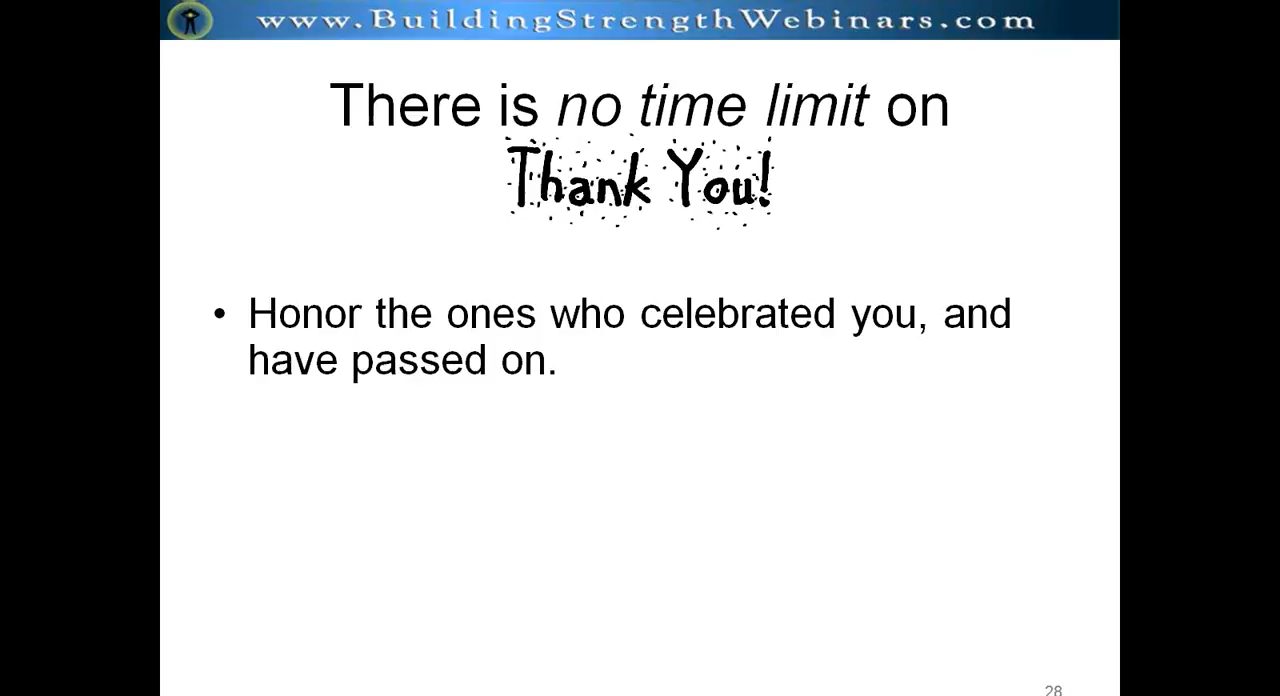 www.BuildingStrengthWebinars.com
There is no time limit on
Thank You!
• Honor the ones who celebrated you, and
have passed on.
28